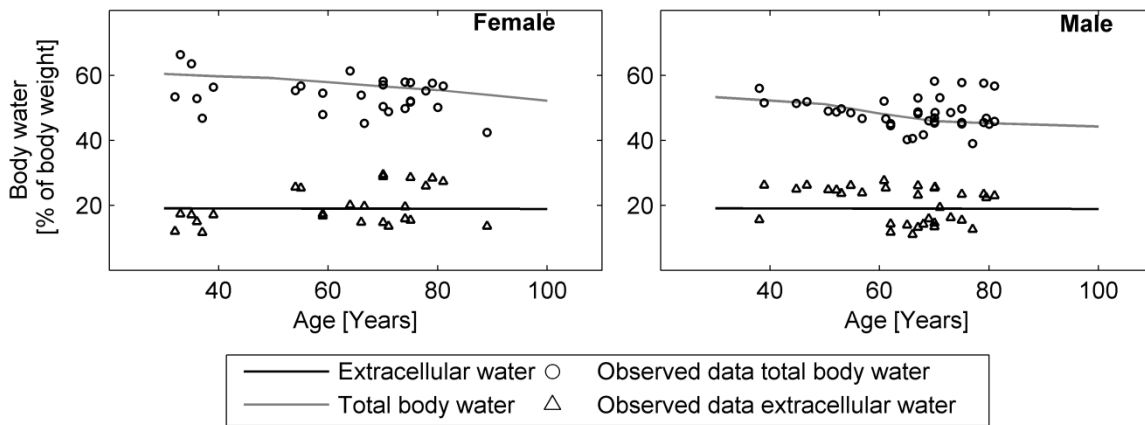 Female
Male
Body water
[% of body weight]
60
40
20
60
40
20
40
60
80
100
40
60
80
100
Age [Years]
Age [Years]
Extracellular water
Observed data total body water
Total body water
Observed data extracellular water